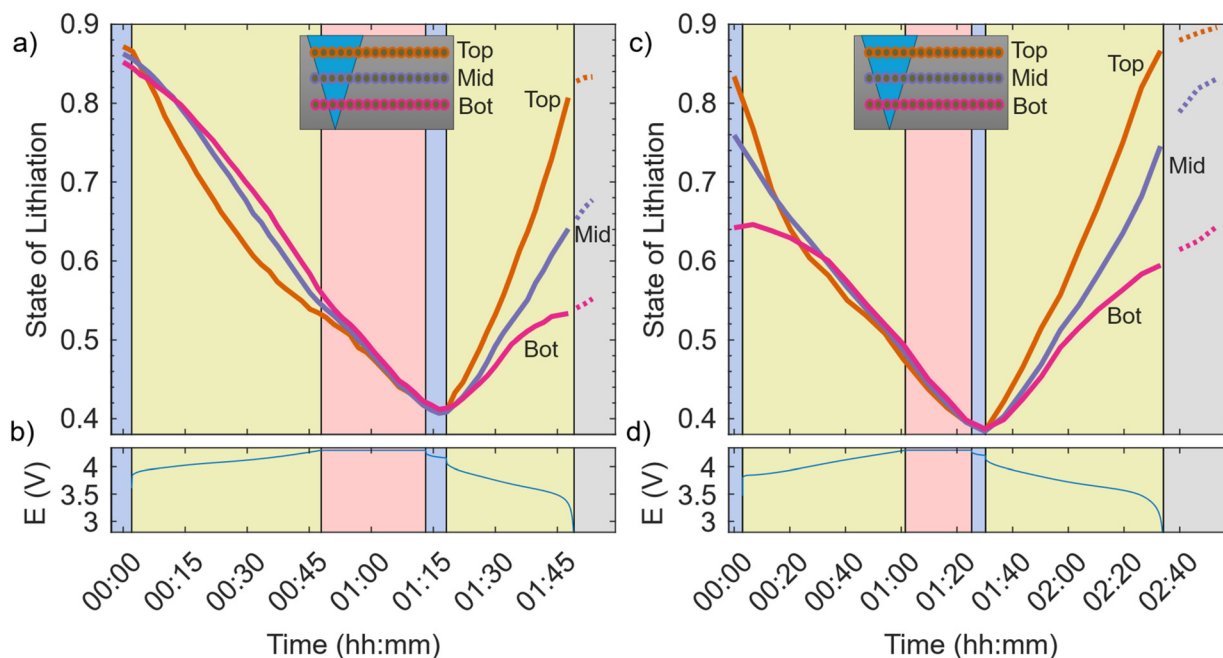 a)
State of Lithiation
0.9
0.8
0.7
0.6
0.5
0.4
Top
Mid
Bot
Top
Mid
Bot
b)
E (V)
4
3.5
3
00:00
00:15
00:30
00:45
01:00
01:15
01:30
01:45
Time (hh:mm)
c)
State of Lithiation
0.9
0.8
0.7
0.6
0.5
0.4
Top
Mid
Bot
Top
Mid
Bot
d)
E (V)
4
3.5
3
00:00
00:20
00:40
01:00
01:20
01:40
02:00
02:20
02:40
Time (hh:mm)